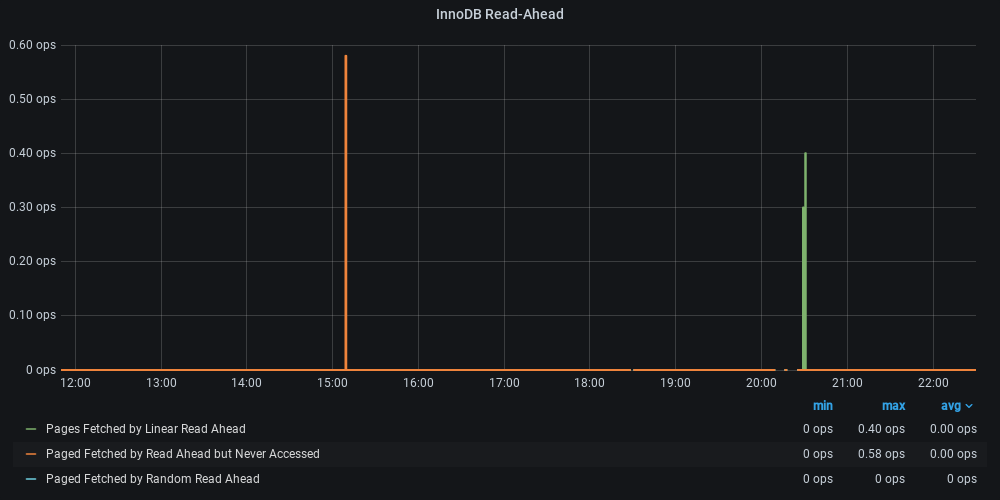 InnoDB Read-Ahead
0.60 ops
0.50 ops
0.40 ops
0.30 ops
0.20 ops
0.10 ops
0 ops
12:00 13:00 14:00 15:00 16:00 17:00 18:00 19:00 20:00 21:00 22:00
min max avg
Pages Fetched by Linear Read Ahead 0 ops 0.40 ops 0.00 ops
Paged Fetched by Read Ahead but Never Accessed 0 ops 0.58 ops 0.00 ops
Paged Fetched by Random Read Ahead 0 ops 0 ops 0 ops